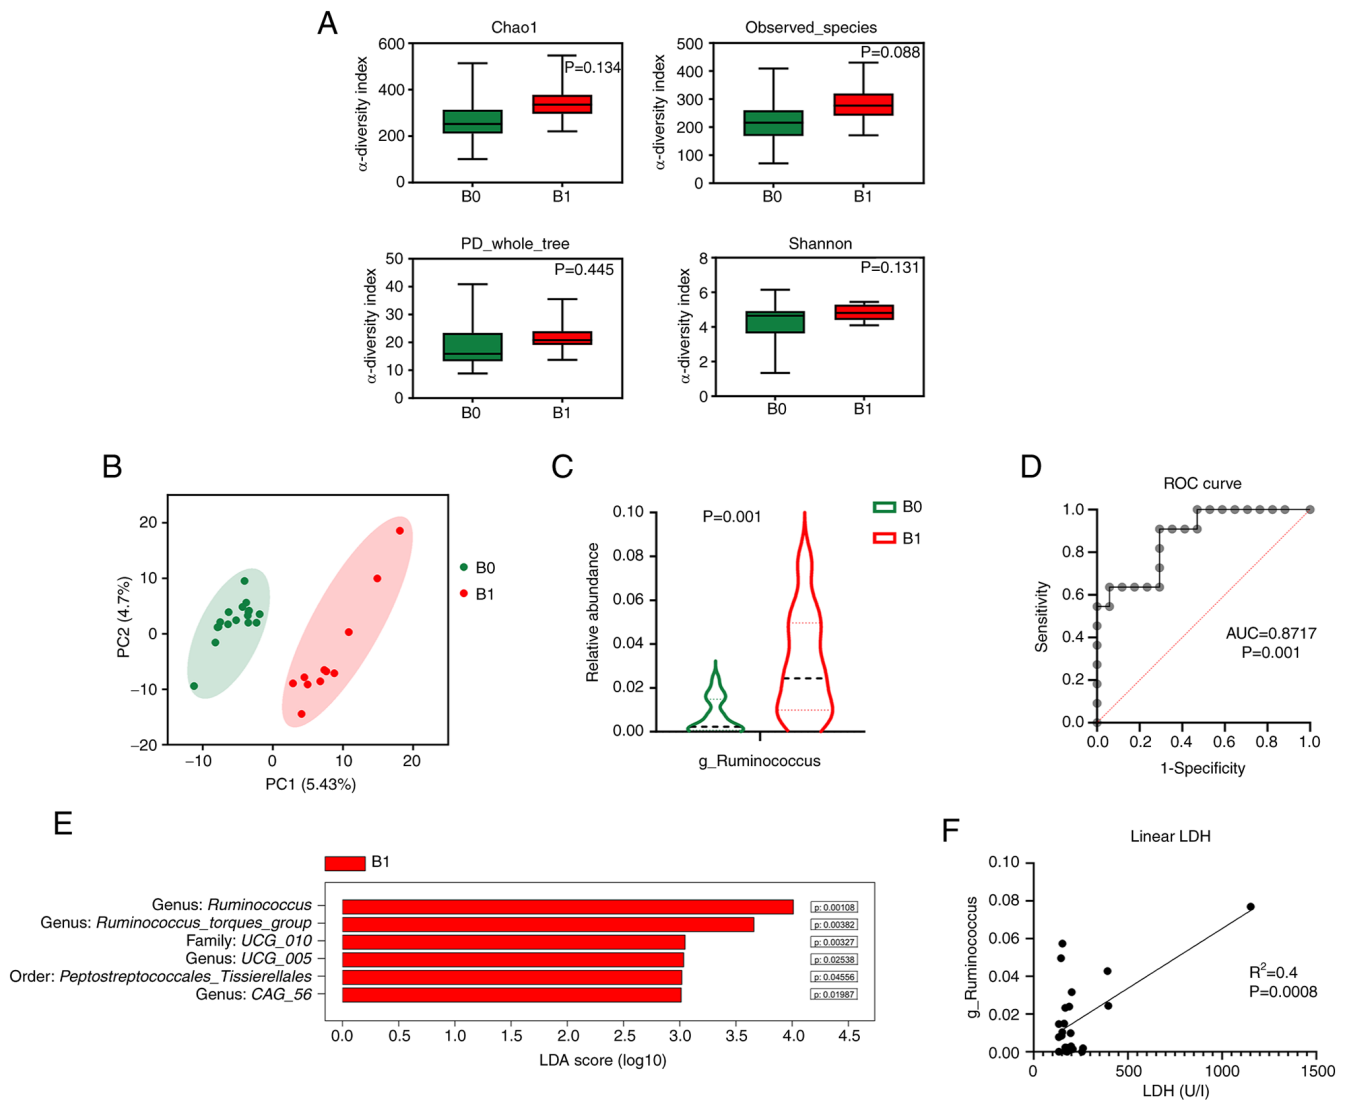 A
Chao1
α-diversity index
600
400
200
0
P=0.134
B0
B1
Observed_species
α-diversity index
500
400
300
200
100
0
P=0.088
B0
B1
PD_whole_tree
α-diversity index
50
40
30
20
10
0
P=0.445
B0
B1
Shannon
α-diversity index
8
6
4
2
0
P=0.131
B0
B1
B
PC2 (4.7%)
20
10
0
−10
−20
−10
0
10
20
PC1 (5.43%)
B0
B1
C
Relative abundance
0.10
0.08
0.06
0.04
0.02
0.00
P=0.001
g_Ruminococcus
B0
B1
D
ROC curve
Sensitivity
1.0
0.8
0.6
0.4
0.2
0.0
AUC=0.8717
P=0.001
0.0
0.2
0.4
0.6
0.8
1.0
1-Specificity
E
B1
Genus: Ruminococcus
p: 0.00108
Genus: Ruminococcus_torques_group
p: 0.00382
Family: UCG_010
p: 0.00327
Genus: UCG_005
p: 0.02538
Order: Peptostreptococcales_Tissierellales
p: 0.04556
Genus: CAG_56
p: 0.01987
0.0
0.5
1.0
1.5
2.0
2.5
3.0
3.5
4.0
4.5
LDA score (log10)
F
Linear LDH
g_Ruminococcus
0.10
0.08
0.06
0.04
0.02
0.00
R²=0.4
P=0.0008
0
500
1000
1500
LDH (U/l)